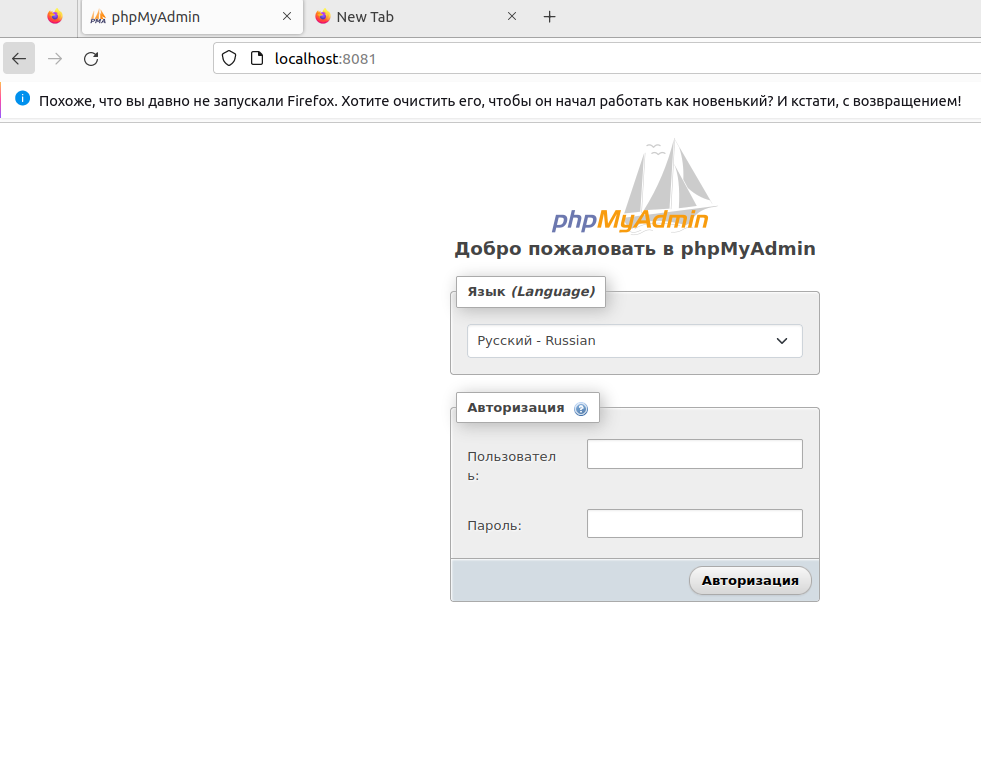 phpMyAdmin
New Tab
localhost:8081
Похоже, что вы давно не запускали Firefox. Хотите очистить его, чтобы он начал работать как новенький? И кстати, с возвращением!
phpMyAdmin
Добро пожаловать в phpMyAdmin
Язык (Language)
Русский - Russian
Авторизация
Пользовател
ь:
Пароль:
Авторизация